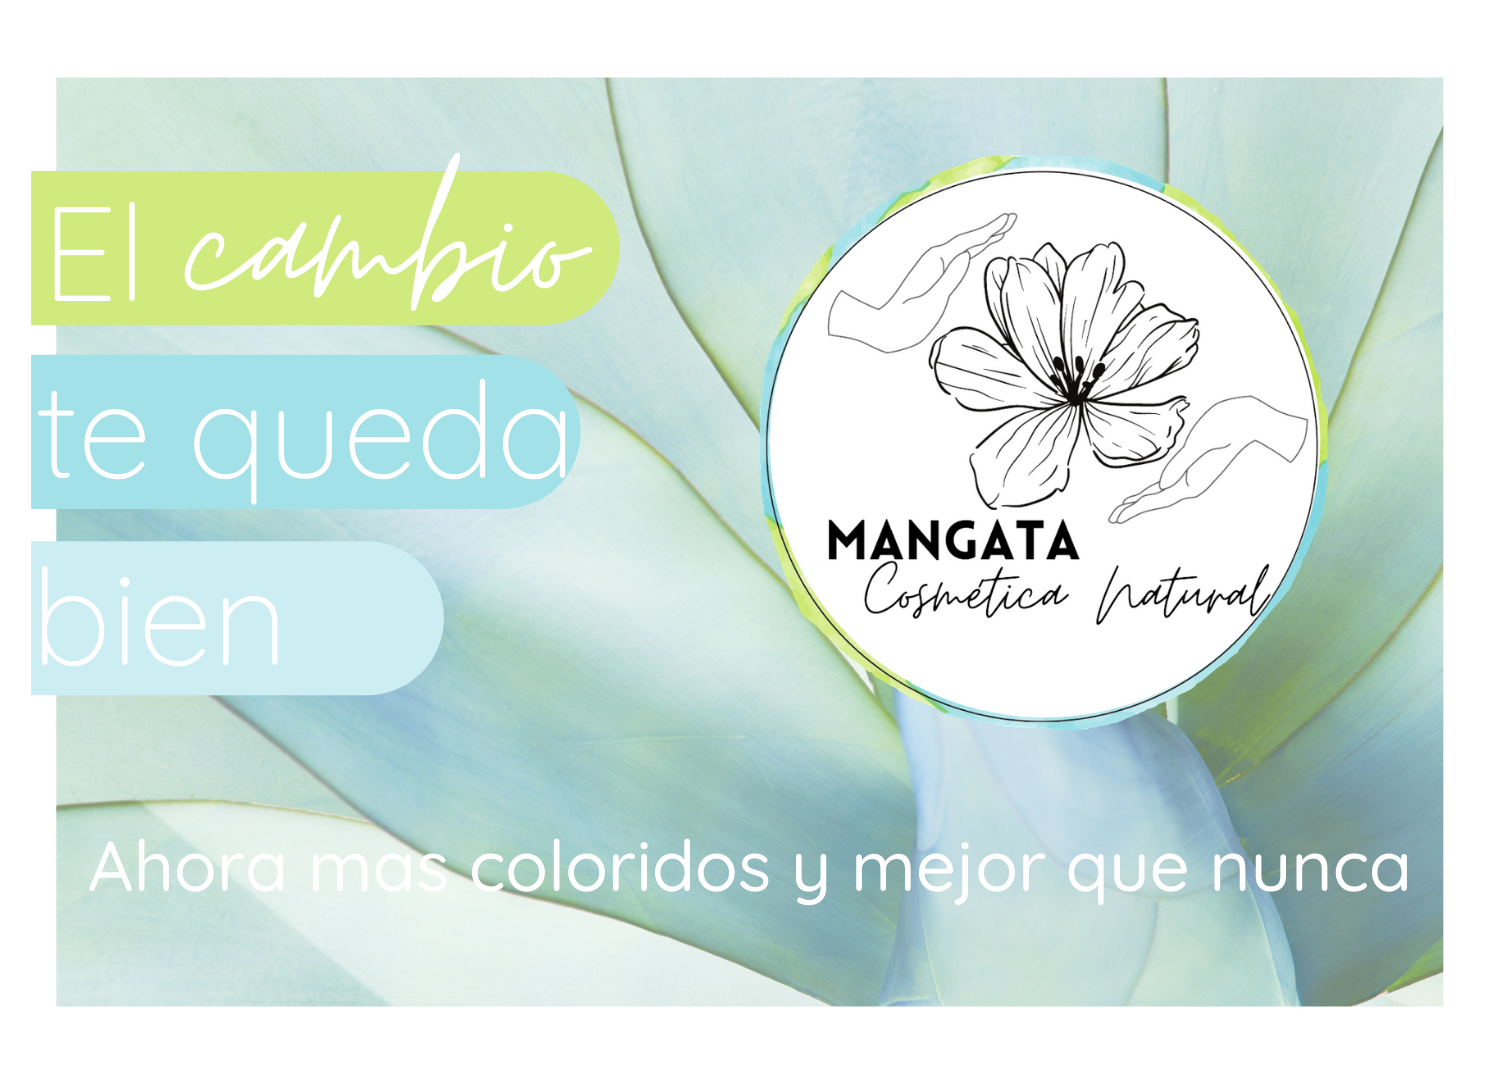 El cambio
te queda
bien
MANGATA
Cosmética Natural
Ahora mas coloridos y mejor que nunca